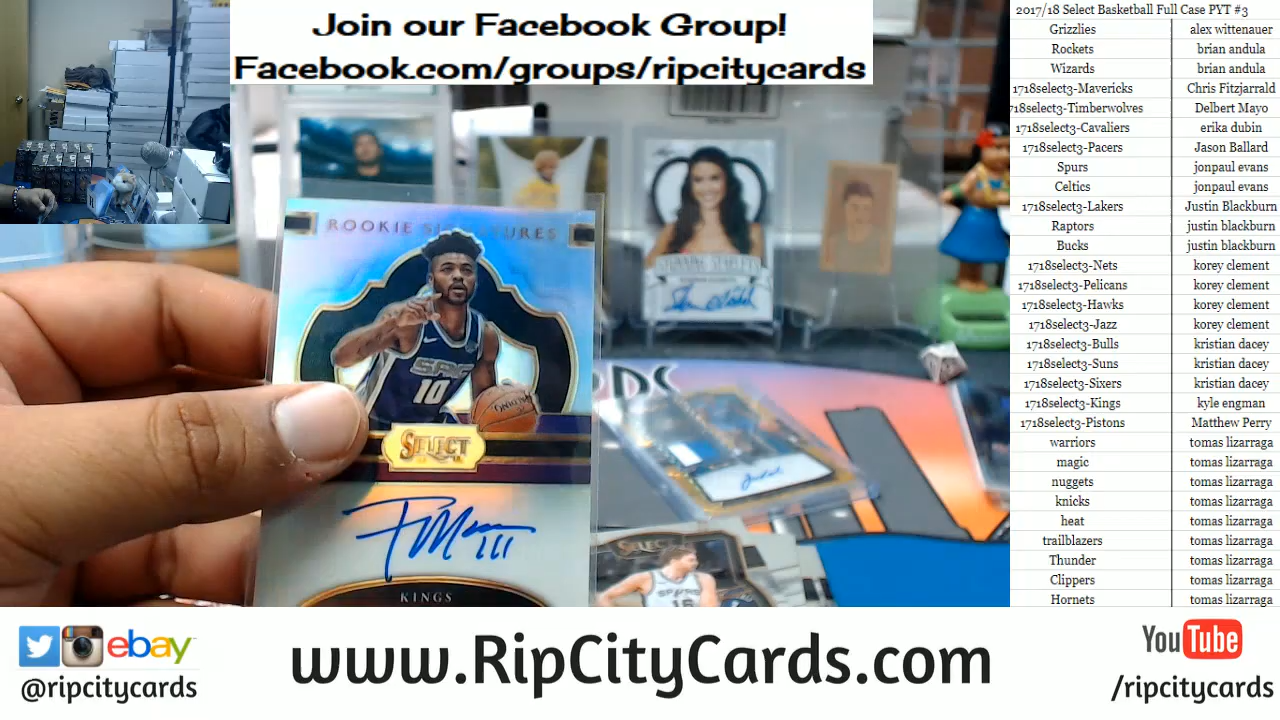 Join our Facebook Group!
Facebook.com/groups/ripcitycards
2017/18 Select Basketball Full Case PYT #3
Grizzlies alex wittenauer
Rockets brian andula
Wizards brian andula
1718select3-Mavericks Chris Fitzjarrald
718select3-Timberwolves Delbert Mayo
1718select3-Cavaliers erika dubin
1718select3-Pacers Jason Ballard
Spurs jonpaul evans
Celtics jonpaul evans
1718select3-Lakers Justin Blackburn
Raptors justin blackburn
Bucks justin blackburn
1718select3-Nets korey clement
1718select3-Pelicans korey clement
1718select3-Hawks korey clement
1718select3-Jazz korey clement
1718select3-Bulls kristian dacey
1718select3-Suns kristian dacey
1718select3-Sixers kristian dacey
1718select3-Kings kyle engman
1718select3-Pistons Matthew Perry
warriors tomas lizarraga
magic tomas lizarraga
nuggets tomas lizarraga
knicks tomas lizarraga
heat tomas lizarraga
trailblazers tomas lizarraga
Thunder tomas lizarraga
Clippers tomas lizarraga
Hornets tomas lizarraga
ROOKIE SIGNATURES
SAC
10
SELECT
KINGS
SELECT
SPURS
16
ebay
@ripcitycards
www.RipCityCards.com
YouTube
/ripcitycards